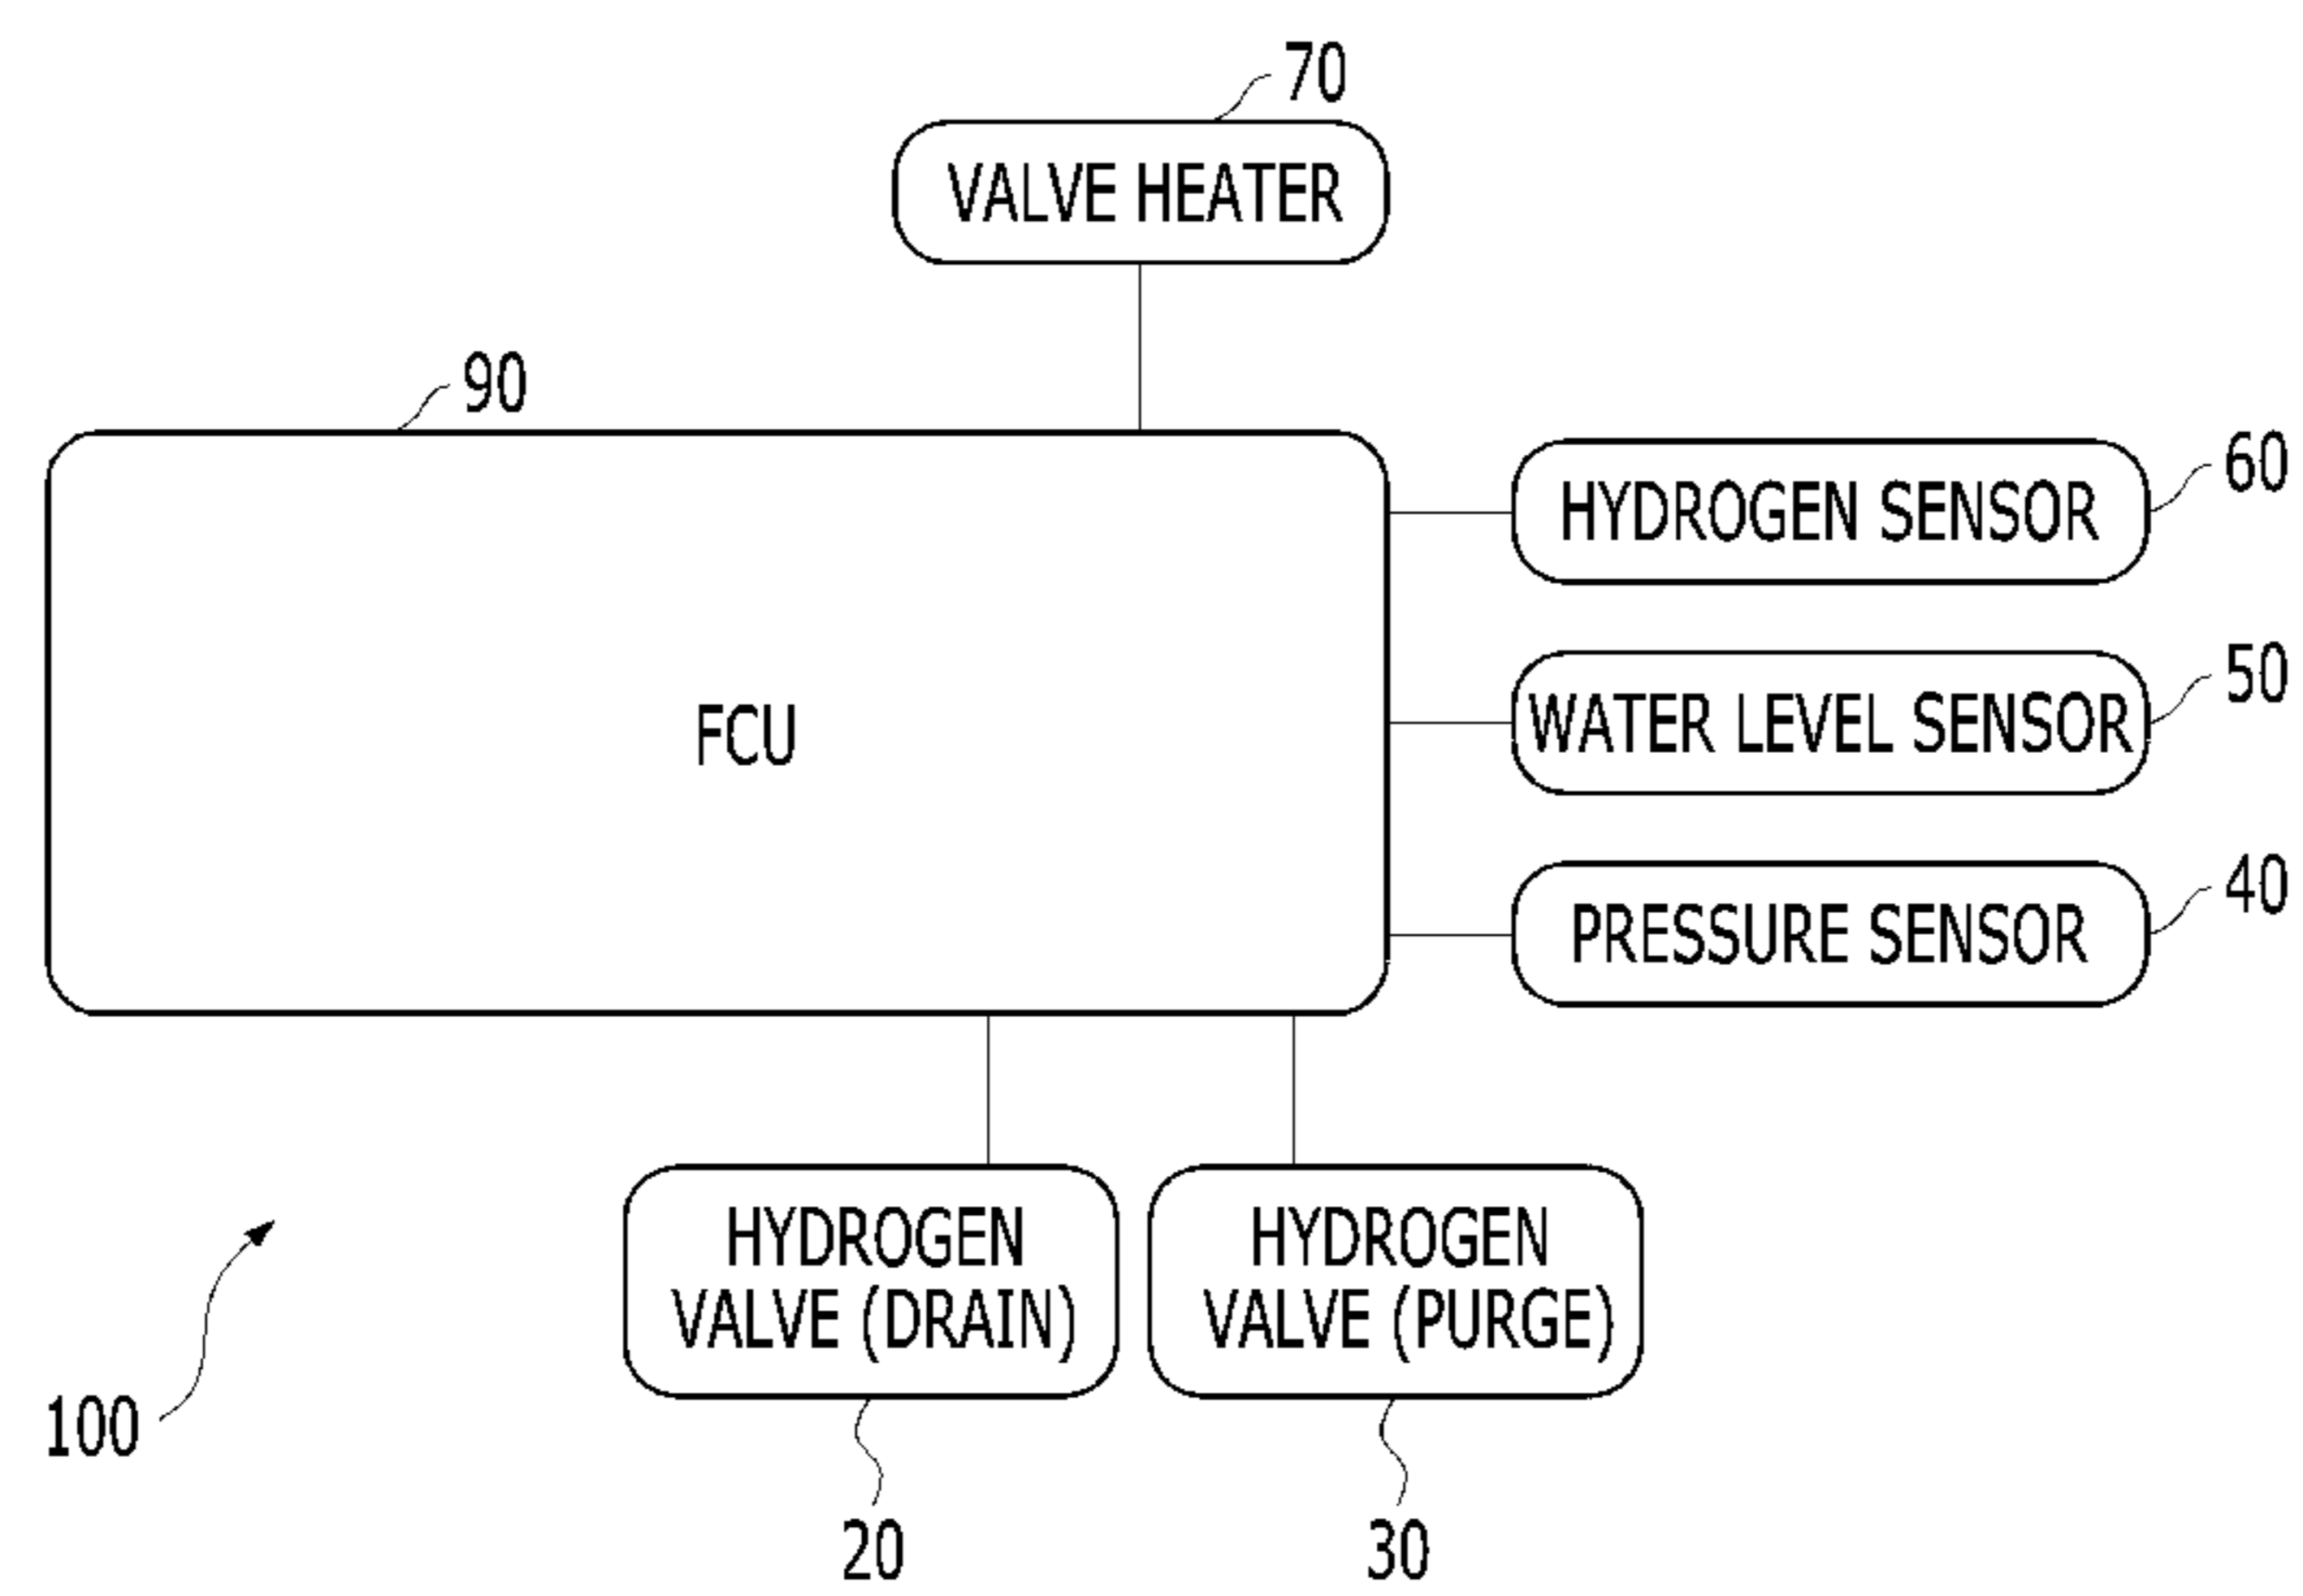 70
VALVE HEATER
90
60
HYDROGEN SENSOR
50
FCU
WATER LEVEL SENSOR
40
PRESSURE SENSOR
HYDROGEN
VALVE (DRAIN)
HYDROGEN
VALVE (PURGE)
100
20
30